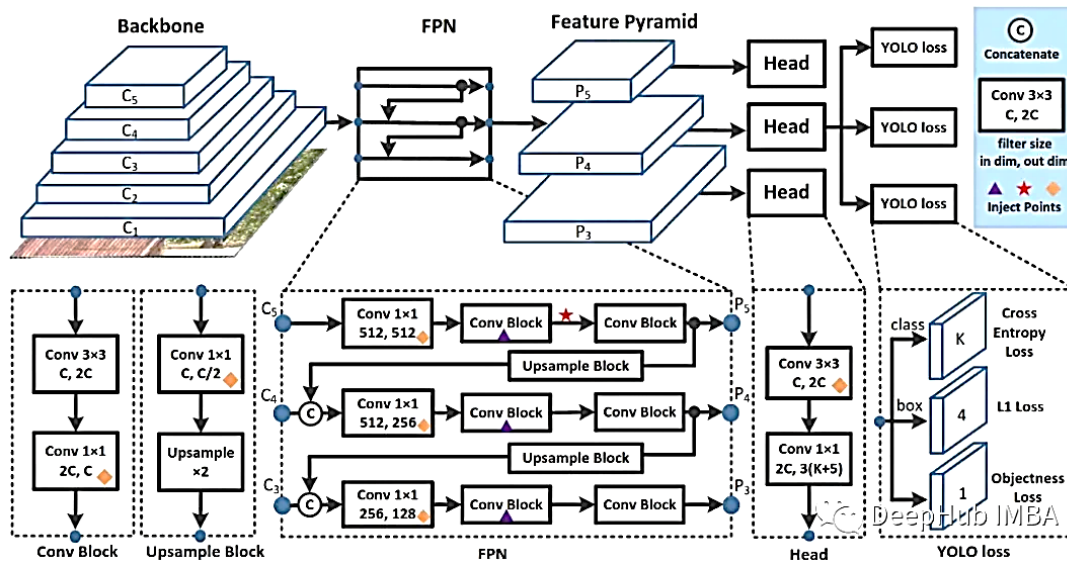 Backbone
FPN
Feature Pyramid
C5
C4
C3
C2
C1
P5
P4
P3
Head
Head
Head
YOLO loss
YOLO loss
YOLO loss
C
Concatenate
Conv 3×3
C, 2C
filter size
in dim, out dim
Inject Points
Conv 3×3
C, 2C
Conv 1×1
2C, C
Conv Block
Conv 1×1
C, C/2
Upsample
×2
Upsample Block
C5
Conv 1×1
512, 512
Conv Block
Conv Block
P5
Upsample Block
C4
C
Conv 1×1
512, 256
Conv Block
Conv Block
P4
Upsample Block
C3
C
Conv 1×1
256, 128
Conv Block
Conv Block
P3
FPN
Conv 3×3
C, 2C
Conv 1×1
2C, 3(K+5)
Head
class
K
Cross
Entropy
Loss
box
4
L1 Loss
1
Objectness
Loss
YOLO loss
DeepHub IMBA